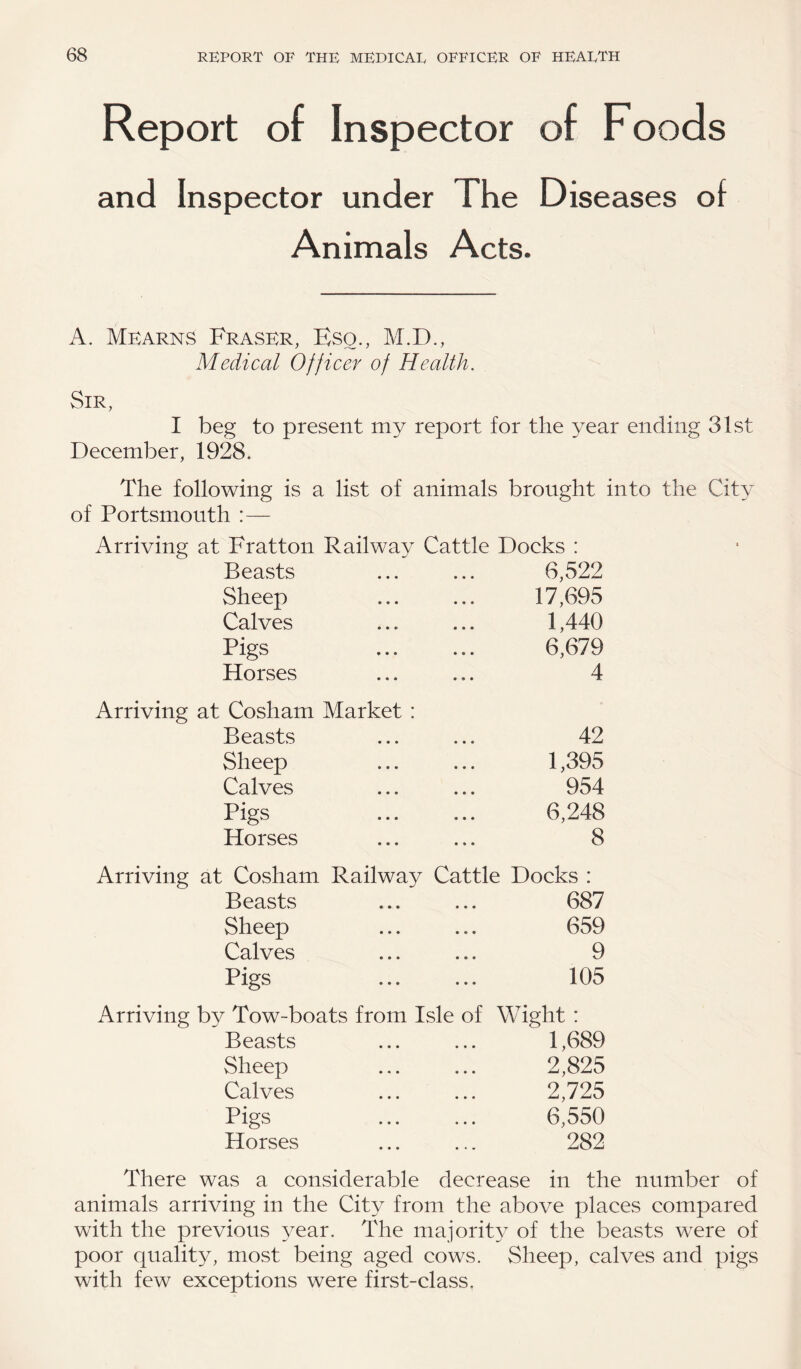 68 REPORT OF THE MEDICAL OFFICER OF HEALTH
Report of Inspector of Foods
and Inspector under The Diseases of
Animals Acts.
A. Mearns Fraser, Esq., M.D.,
Medical Officer of Health.
Sir,
I beg to present my report for the year ending 31st
December, 1928.
The following is a list of animals brought into the City
of Portsmouth :—
Arriving at Fratton Railway Cattle Docks :
Beasts ... ... 6,522
Sheep ... ... 17,695
Calves ... ... 1,440
Pigs ... ... 6,679
Horses ... ... 4
Arriving at Cosham Market :
Beasts ... ... 42
Sheep ... ... 1,395
Calves ... ... 954
Pigs ... ... 6,248
Horses ... ... 8
Arriving at Cosham Railway Cattle Docks :
Beasts ... ... 687
Sheep ... ... 659
Calves ... ... 9
Pigs ... ... 105
Arriving by Tow-boats from Isle of Wight :
Beasts ... ... 1,689
Sheep ... ... 2,825
Calves ... ... 2,725
Pigs ... ... 6,550
Horses ... ... 282
There was a considerable decrease in the number of
animals arriving in the City from the above places compared
with the previous year. The majority of the beasts were of
poor quality, most being aged cows. Sheep, calves and pigs
with few exceptions were first-class.